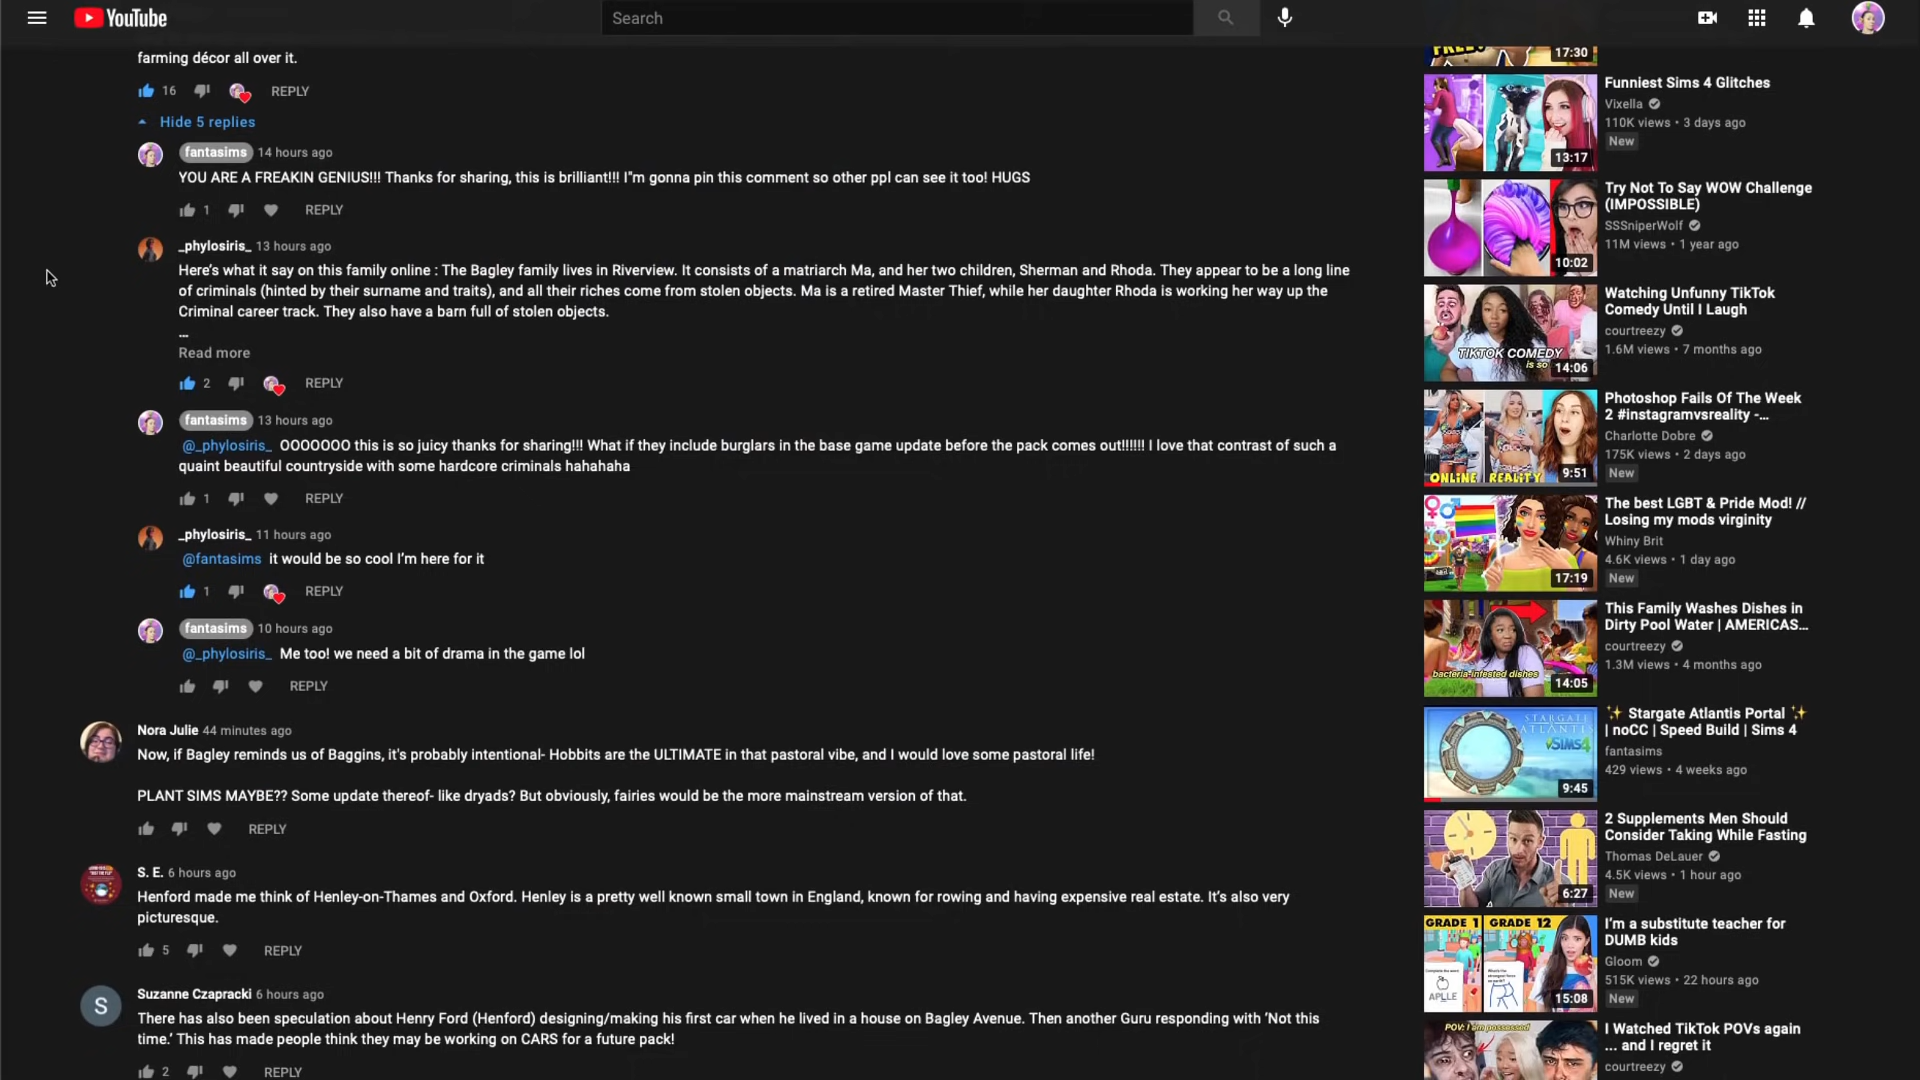 YouTube
Search
farming décor all over it.
16 REPLY
Hide 5 replies
fantasims 14 hours ago
YOU ARE A FREAKIN GENIUS!!! Thanks for sharing, this is brilliant!!! I"m gonna pin this comment so other ppl can see it too! HUGS
1 REPLY
_phylosiris_ 13 hours ago
Here's what it say on this family online : The Bagley family lives in Riverview. It consists of a matriarch Ma, and her two children, Sherman and Rhoda. They appear to be a long line
of criminals (hinted by their surname and traits), and all their riches come from stolen objects. Ma is a retired Master Thief, while her daughter Rhoda is working her way up the
Criminal career track. They also have a barn full of stolen objects.
...
Read more
2 REPLY
fantasims 13 hours ago
@_phylosiris_ OOOOOOO this is so juicy thanks for sharing!!! What if they include burglars in the base game update before the pack comes out!!!!!! I love that contrast of such a
quaint beautiful countryside with some hardcore criminals hahahaha
1 REPLY
_phylosiris_ 11 hours ago
@fantasims it would be so cool I'm here for it
1 REPLY
fantasims 10 hours ago
@_phylosiris_ Me too! we need a bit of drama in the game lol
REPLY
Nora Julie 44 minutes ago
Now, if Bagley reminds us of Baggins, it's probably intentional- Hobbits are the ULTIMATE in that pastoral vibe, and I would love some pastoral life!
PLANT SIMS MAYBE?? Some update thereof- like dryads? But obviously, fairies would be the more mainstream version of that.
REPLY
S. E. 6 hours ago
Henford made me think of Henley-on-Thames and Oxford. Henley is a pretty well known small town in England, known for rowing and having expensive real estate. It's also very
picturesque.
5 REPLY
S
Suzanne Czapracki 6 hours ago
There has also been speculation about Henry Ford (Henford) designing/making his first car when he lived in a house on Bagley Avenue. Then another Guru responding with 'Not this
time.' This has made people think they may be working on CARS for a future pack!
2 REPLY
17:30
Funniest Sims 4 Glitches
Vixella
110K views • 3 days ago
New
13:17
Try Not To Say WOW Challenge
(IMPOSSIBLE)
SSSniperWolf
11M views • 1 year ago
10:02
Watching Unfunny TikTok
Comedy Until I Laugh
courtreezy
1.6M views • 7 months ago
TIKTOK COMEDY
is so
14:06
Photoshop Fails Of The Week
2 #instagramvsreality -...
Charlotte Dobre
175K views • 2 days ago
New
ONLINE REALITY
9:51
The best LGBT & Pride Mod! //
Losing my mods virginity
Whiny Brit
4.6K views • 1 day ago
New
17:19
This Family Washes Dishes in
Dirty Pool Water | AMERICAS...
courtreezy
1.3M views • 4 months ago
bacteria-infested dishes
14:05
✨ Stargate Atlantis Portal ✨
| noCC | Speed Build | Sims 4
fantasims
429 views • 4 weeks ago
STARGATE
ATLANTIS
SIMS4
9:45
2 Supplements Men Should
Consider Taking While Fasting
Thomas DeLauer
4.5K views • 1 hour ago
New
6:27
I'm a substitute teacher for
DUMB kids
Gloom
515K views • 22 hours ago
New
GRADE 1 GRADE 12
APLLE
15:08
I Watched TikTok POVs again
... and I regret it
courtreezy
POV: I am possessed